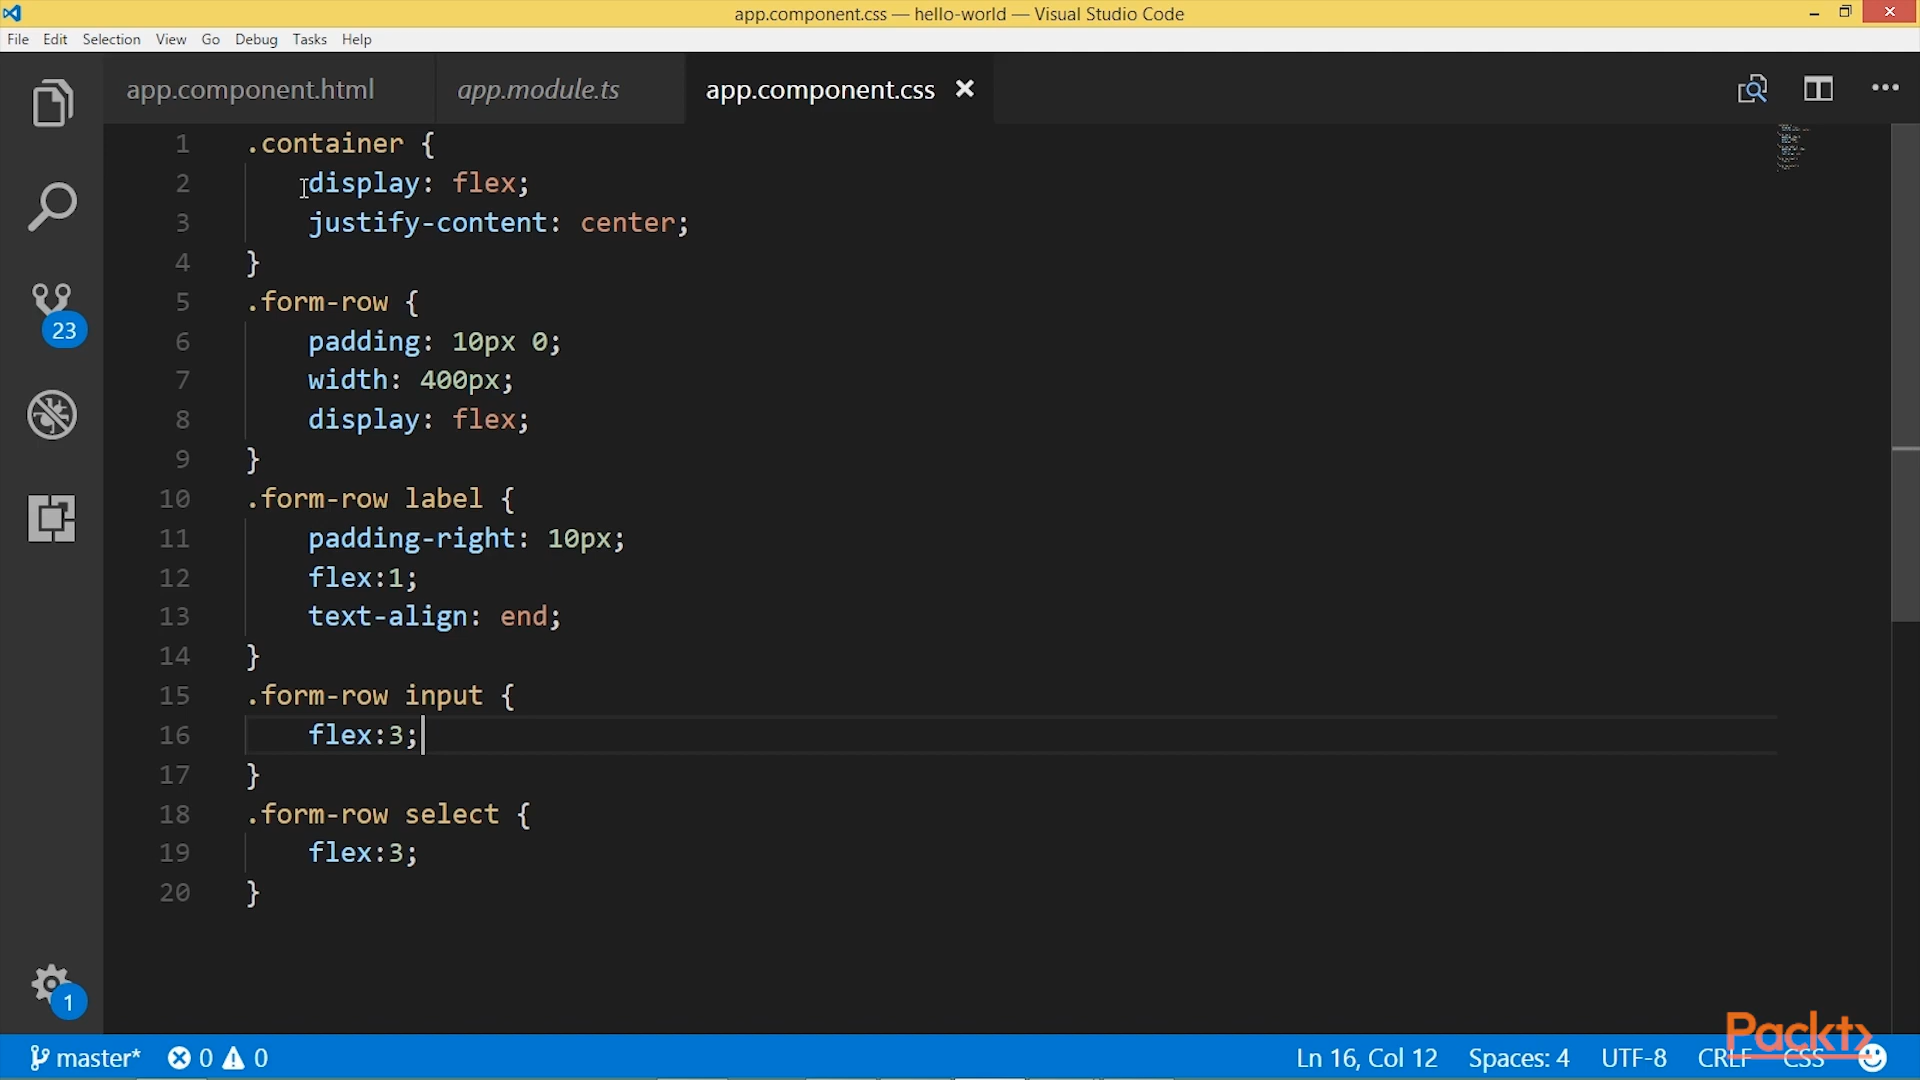 app.component.css — hello-world — Visual Studio Code
File Edit Selection View Go Debug Tasks Help
app.component.html app.module.ts app.component.css
1 .container {
2 display: flex;
3 justify-content: center;
4 }
5 .form-row {
6 padding: 10px 0;
7 width: 400px;
8 display: flex;
9 }
10 .form-row label {
11 padding-right: 10px;
12 flex:1;
13 text-align: end;
14 }
15 .form-row input {
16 flex:3;
17 }
18 .form-row select {
19 flex:3;
20 }
23
1
Packt>
master* 0 0 Ln 16, Col 12 Spaces: 4 UTF-8 CRLF CSS